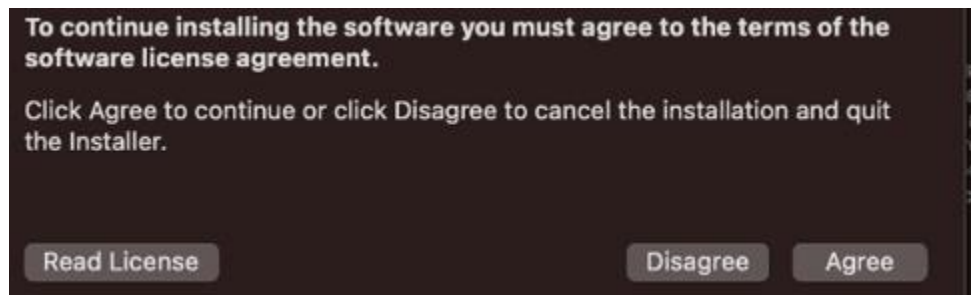 To continue installing the software you must agree to the terms of the
software license agreement.
Click Agree to continue or click Disagree to cancel the installation and quit
the Installer.
Read License
Disagree
Agree